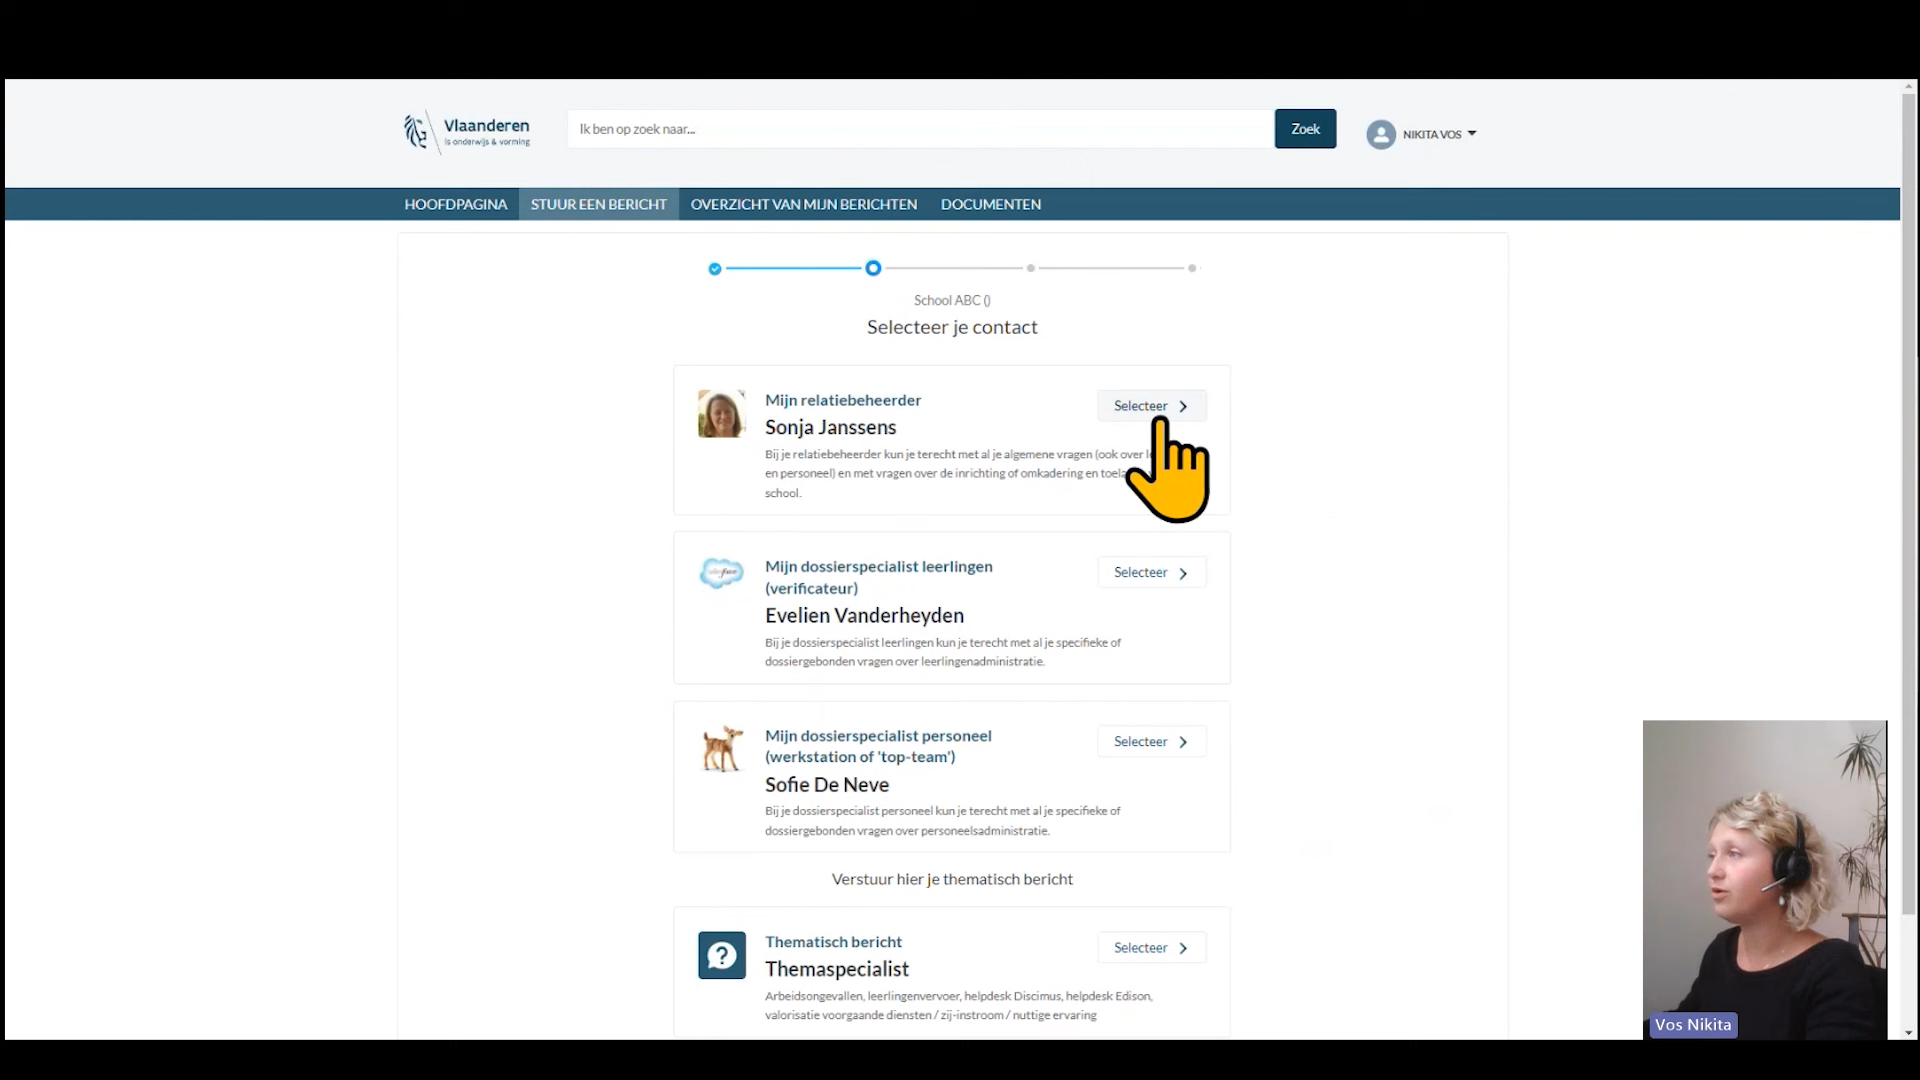 Vlaanderen
is onderwijs & vorming
Ik ben op zoek naar...
Zoek
NIKITA VOS
HOOFDPAGINA STUUR EEN BERICHT OVERZICHT VAN MIJN BERICHTEN DOCUMENTEN
School ABC ()
Selecteer je contact
Mijn relatiebeheerder
Selecteer
Sonja Janssens
Bij je relatiebeheerder kun je terecht met al je algemene vragen (ook over
en personeel) en met vragen over de inrichting of omkadering en
school.
Mijn dossierspecialist leerlingen
(verificateur)
Selecteer
Evelien Vanderheyden
Bij je dossierspecialist leerlingen kun je terecht met al je specifieke of
dossiergebonden vragen over leerlingenadministratie.
Mijn dossierspecialist personeel
(werkstation of 'top-team')
Selecteer
Sofie De Neve
Bij je dossierspecialist personeel kun je terecht met al je specifieke of
dossiergebonden vragen over personeelsadministratie.
Verstuur hier je thematisch bericht
Thematisch bericht
Selecteer
Themaspecialist
Arbeidsongevallen, leerlingenvervoer, helpdesk Discimus, helpdesk Edison,
valorisatie voorgaande diensten / zij-instroom / nuttige ervaring
Vos Nikita